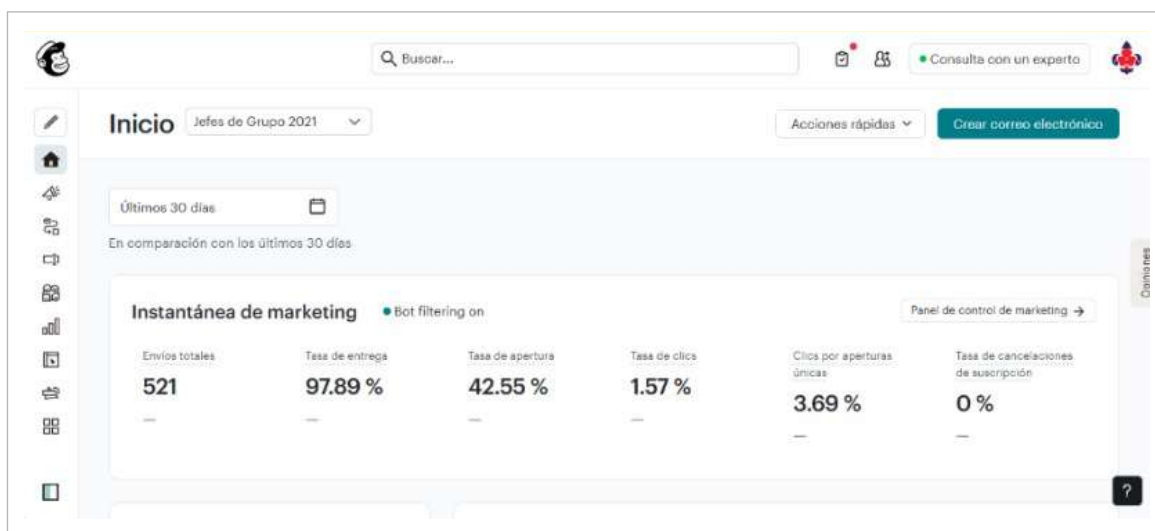 Buscar...
Consulta con un experto
Inicio
Jefes de Grupo 2021
Acciones rápidas
Crear correo electrónico
Últimos 30 días
En comparación con los últimos 30 días
Opiniones
Instantánea de marketing
Bot filtering on
Panel de control de marketing →
Envíos totales
521
—
Tasa de entrega
97.89 %
—
Tasa de apertura
42.55 %
—
Tasa de clics
1.57 %
—
Clics por aperturas
únicas
3.69 %
—
Tasa de cancelaciones
de suscripción
0 %
—
?